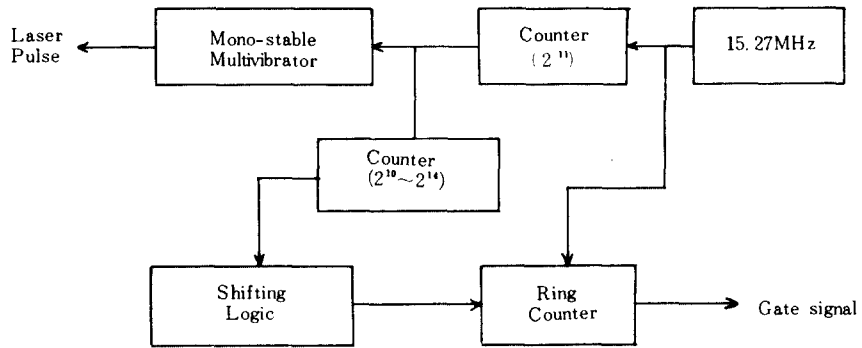 Laser
Pulse
Mono-stable
Multivibrator
Counter
(2¹¹)
15.27MHz
Counter
(2¹⁰~2¹⁴)
Shifting
Logic
Ring
Counter
Gate signal